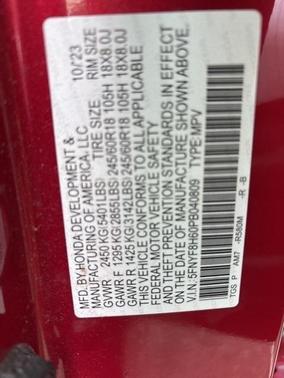 MFD. BY HONDA DEVELOPMENT & 10/23
MANUFACTURING OF AMERICA, LLC.
GVWR 2450 KG(5401LBS) TIRE SIZE RIM SIZE
GAWR F 1295 KG(2855LBS) 245/60R18 105H 18X8.0J
GAWR R 1425 KG(3142LBS) 245/60R18 105H 18X8.0J
THIS VEHICLE CONFORMS TO ALL APPLICABLE
FEDERAL MOTOR VEHICLE SAFETY
AND THEFT PREVENTION STANDARDS IN EFFECT
ON THE DATE OF MANUFACTURE SHOWN ABOVE.
V.I.N: 5FNYF8H60PB040809 TYPE MPV
TGS P AM7 -R580M -R -B